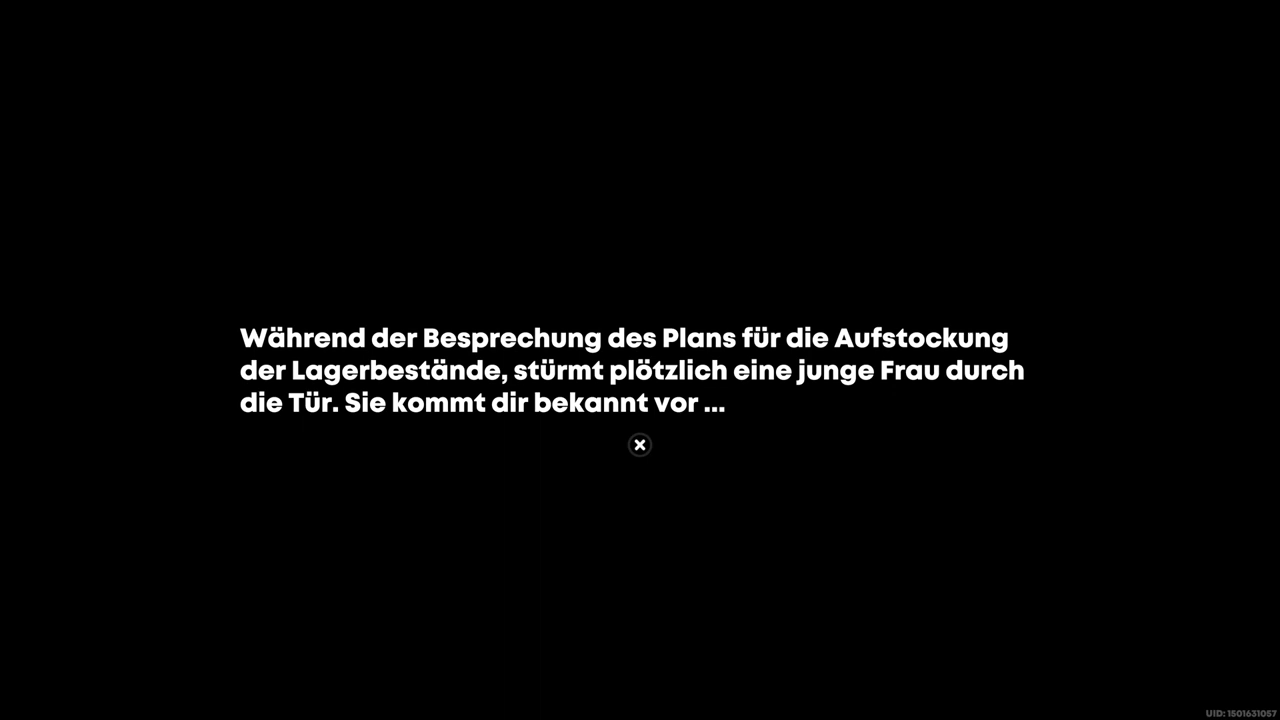 Während der Besprechung des Plans für die Aufstockung
der Lagerbestände, stürmt plötzlich eine junge Frau durch
die Tür. Sie kommt dir bekannt vor ...
UID: 1501631057